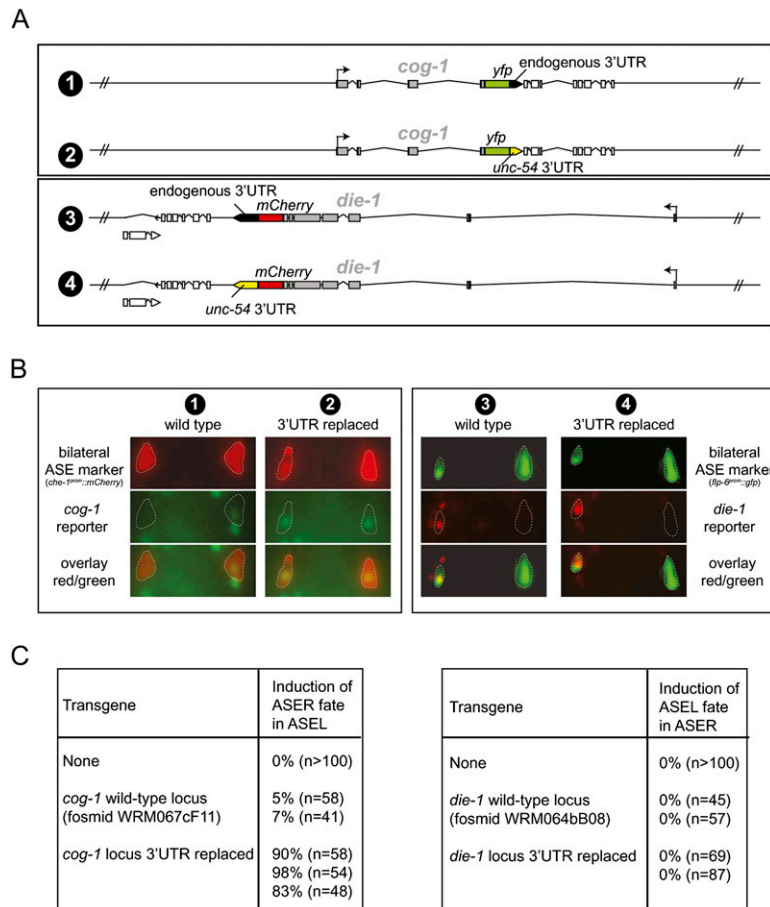 A
1
cog-1
yfp
endogenous 3'UTR
2
cog-1
yfp
unc-54 3'UTR
3
endogenous 3'UTR
mCherry
die-1
4
mCherry
die-1
unc-54 3'UTR
B
1
wild type
2
3'UTR replaced
bilateral
ASE marker
(che-1prom::mCherry)
cog-1
reporter
overlay
red/green
3
wild type
4
3'UTR replaced
bilateral
ASE marker
(flp-6prom::gfp)
die-1
reporter
overlay
red/green
C
Transgene
Induction of
ASER fate
in ASEL
None
0% (n>100)
cog-1 wild-type locus
5% (n=58)
(fosmid WRM067cF11)
7% (n=41)
cog-1 locus 3'UTR replaced
90% (n=58)
98% (n=54)
83% (n=48)
Transgene
Induction of
ASEL fate
in ASER
None
0% (n>100)
die-1 wild-type locus
0% (n=45)
(fosmid WRM064bB08)
0% (n=57)
die-1 locus 3'UTR replaced
0% (n=69)
0% (n=87)